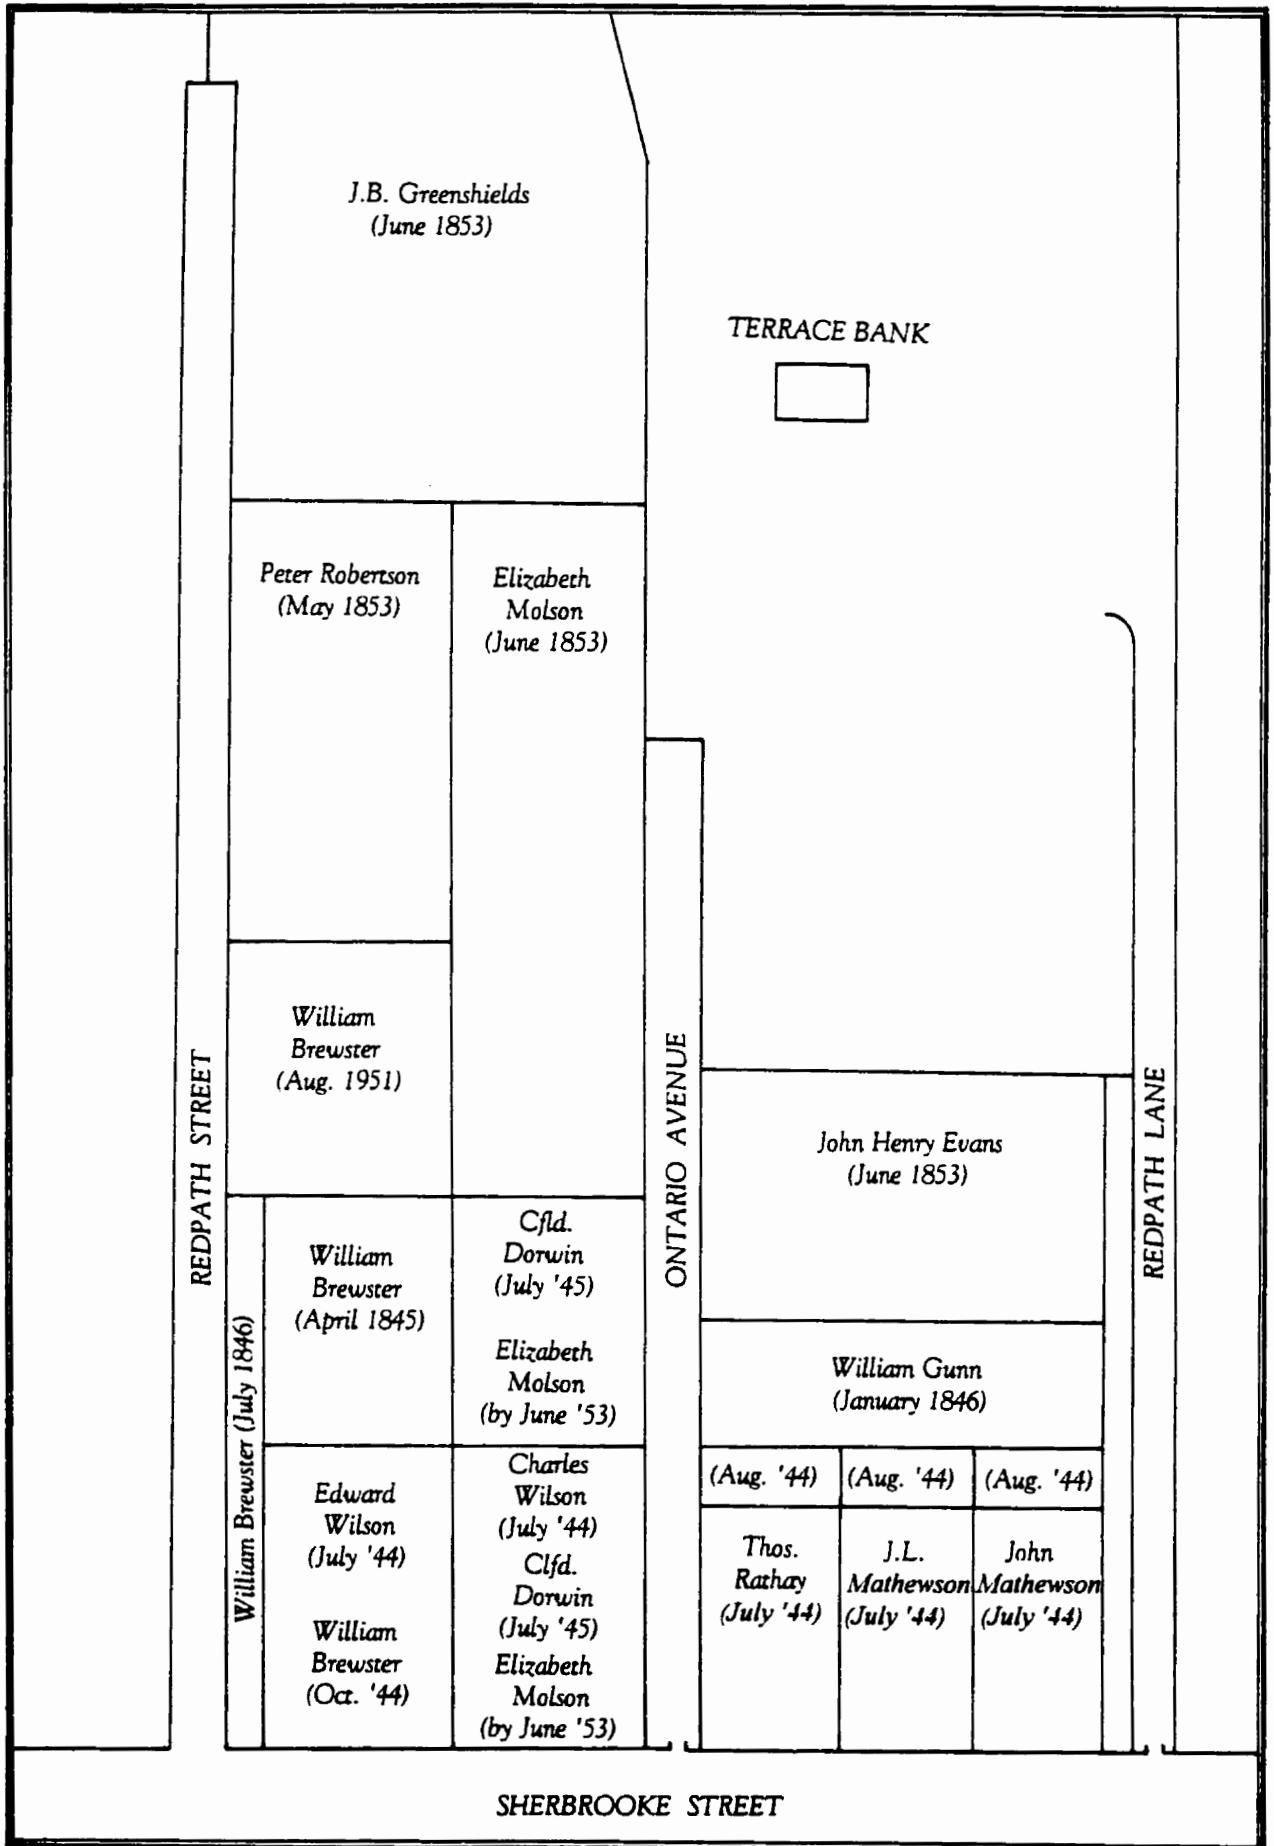 J.B. Greenshields
(June 1853)
TERRACE BANK
Peter Robertson
(May 1853)
Elizabeth
Molson
(June 1853)
William
Brewster
(Aug. 1951)
REDPATH STREET
ONTARIO AVENUE
REDPATH LANE
John Henry Evans
(June 1853)
William Brewster (July 1846)
William
Brewster
(April 1845)
Cfld.
Dorwin
(July '45)
Elizabeth
Molson
(by June '53)
William Gunn
(January 1846)
Edward
Wilson
(July '44)
William
Brewster
(Oct. '44)
Charles
Wilson
(July '44)
Clfd.
Dorwin
(July '45)
Elizabeth
Molson
(by June '53)
(Aug. '44)
(Aug. '44)
(Aug. '44)
Thos.
Rathay
(July '44)
J.L.
Mathewson
(July '44)
John
Mathewson
(July '44)
SHERBROOKE STREET